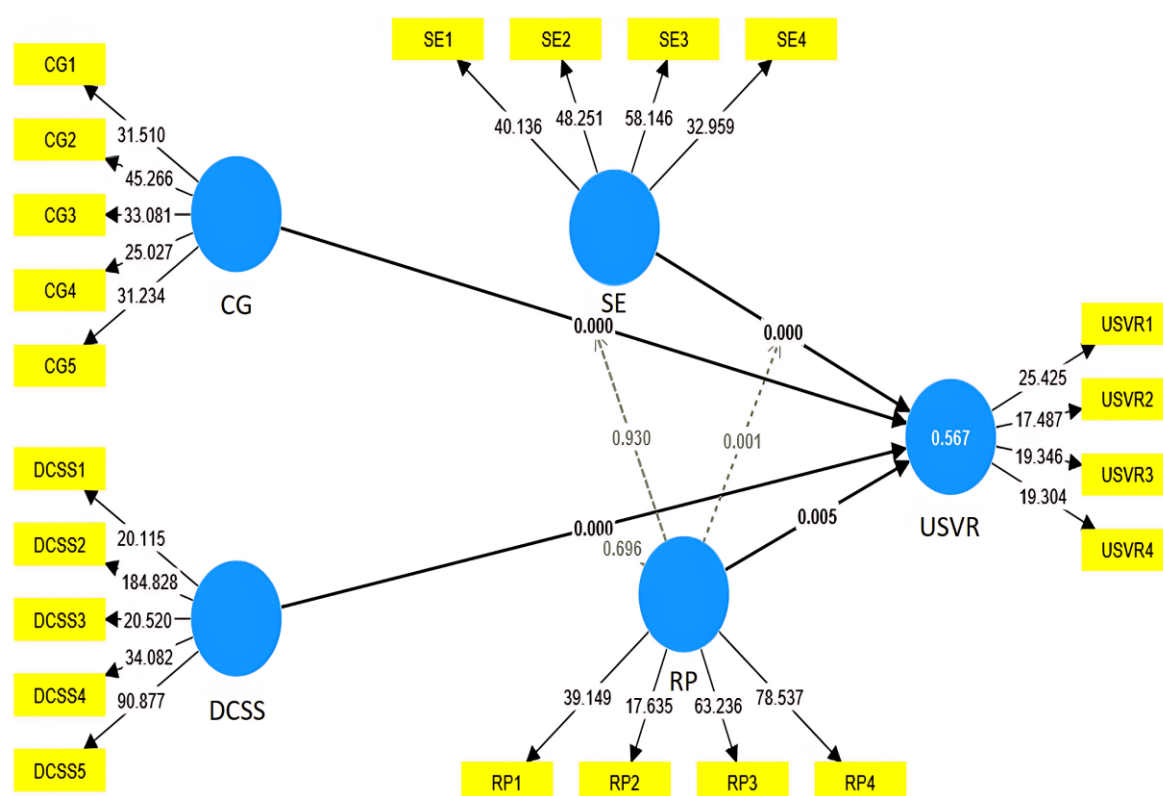 SE1
SE2
SE3
SE4
CG1
CG2
CG3
CG4
CG5
31.510
45.266
33.081
25.027
31.234
CG
40.136
48.251
58.146
32.959
SE
0.000
0.000
0.930
0.001
DCSS1
DCSS2
DCSS3
DCSS4
DCSS5
20.115
184.828
20.520
34.082
90.877
DCSS
0.000
0.696
0.005
0.567
USVR
25.425
17.487
19.346
19.304
USVR1
USVR2
USVR3
USVR4
RP
39.149
17.635
63.236
78.537
RP1
RP2
RP3
RP4